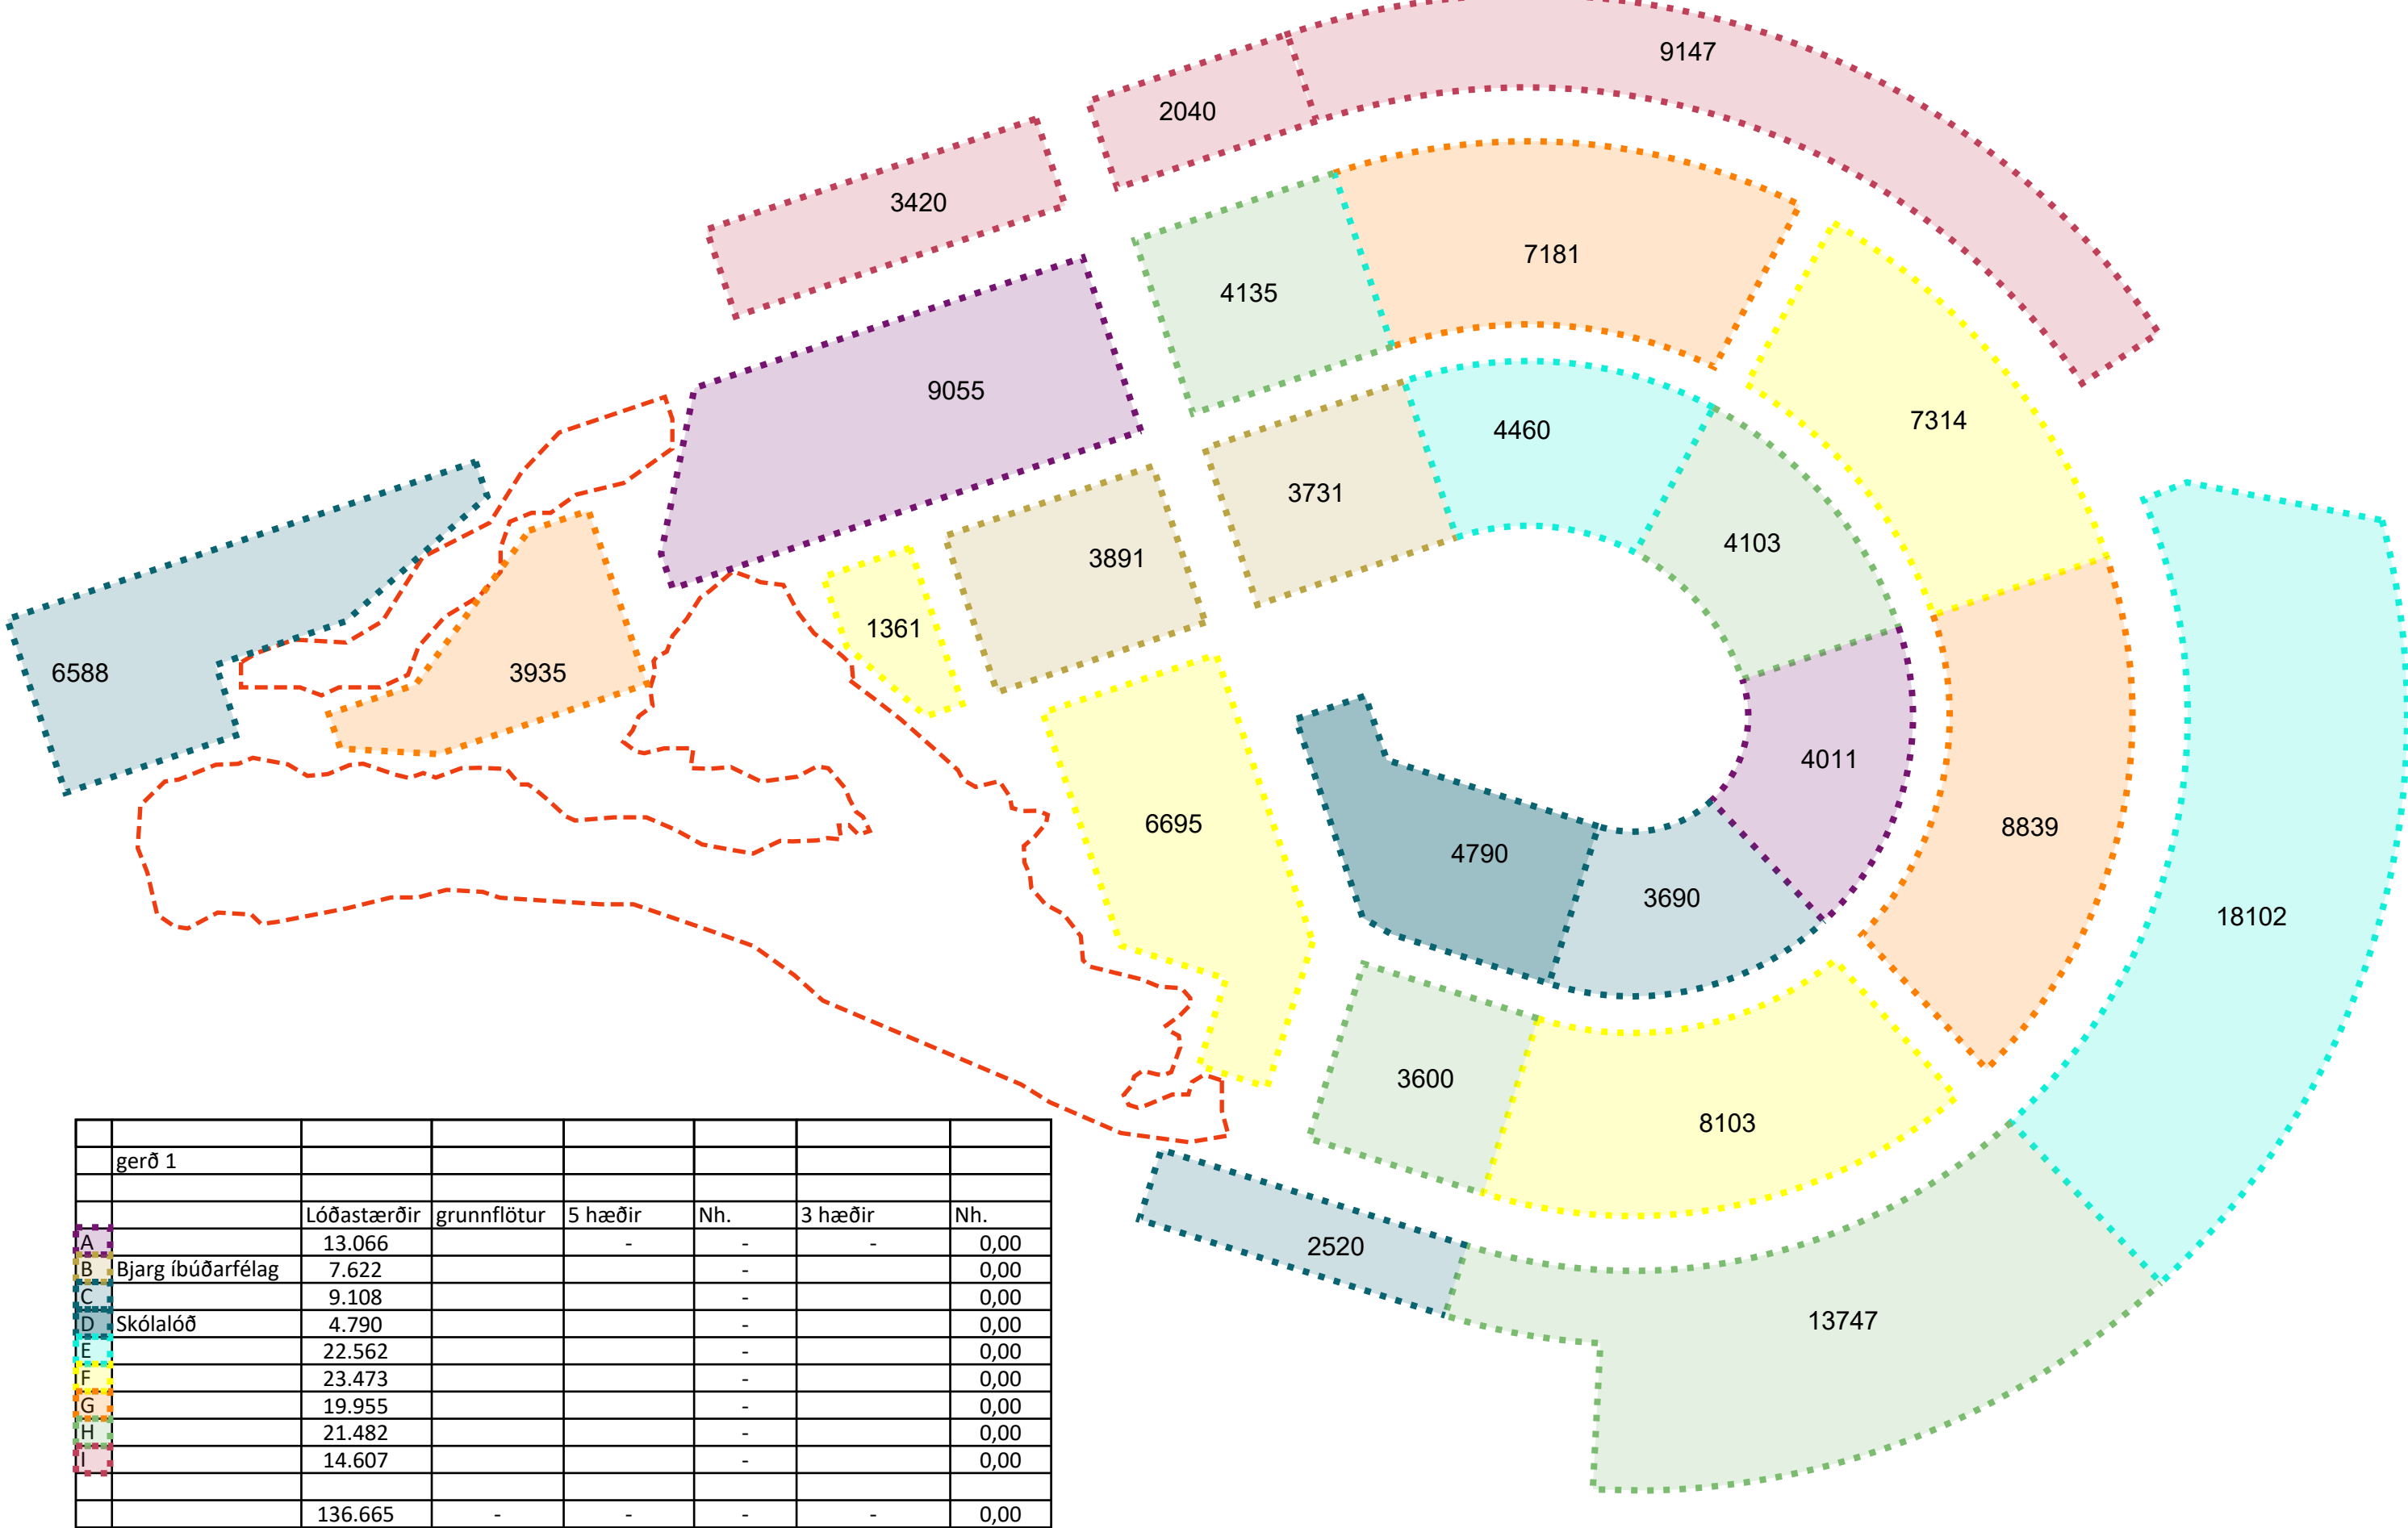 9147
2040
3420
7181
4135
9055
7314
4460
3731
4103
3891
1361
6588
3935
4011
6695
8839
4790
3690
18102
3600
8103
2520
13747
gerð 1
Lóðastærðir grunnflötur 5 hæðir Nh. 3 hæðir Nh.
A 13.066 - - - 0,00
B Bjarg íbúðarfélag 7.622 - 0,00
C 9.108 - 0,00
D Skólalóð 4.790 - 0,00
E 22.562 - 0,00
F 23.473 - 0,00
G 19.955 - 0,00
H 21.482 - 0,00
I 14.607 - 0,00
136.665 - - - - 0,00